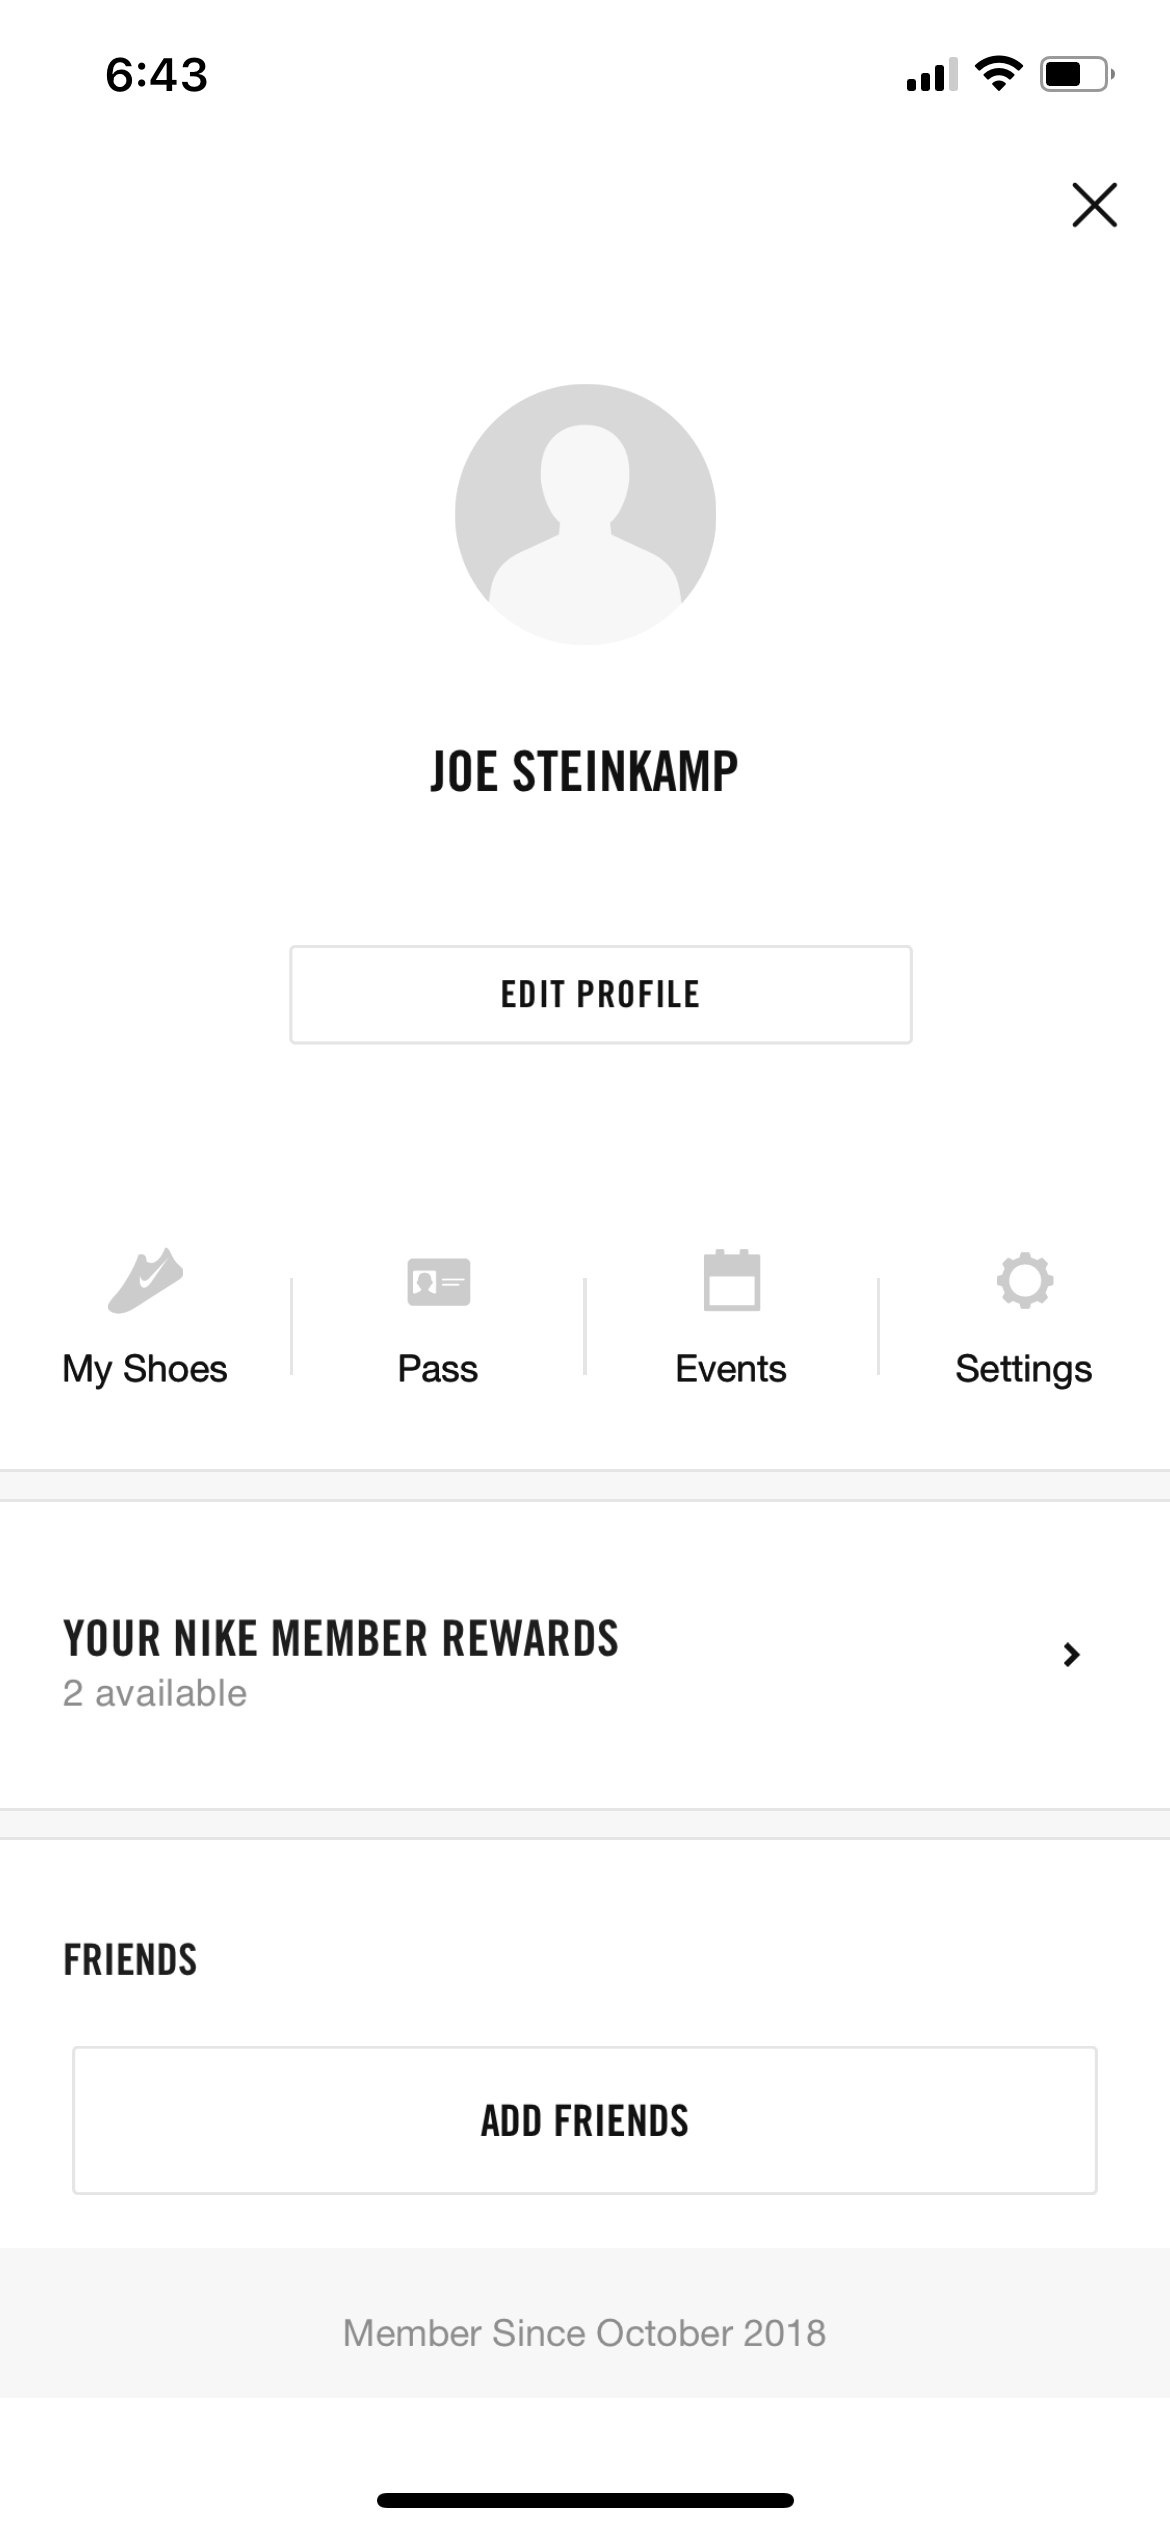 6:43
JOE STEINKAMP
EDIT PROFILE
My Shoes
Pass
Events
Settings
YOUR NIKE MEMBER REWARDS
2 available
FRIENDS
ADD FRIENDS
Member Since October 2018